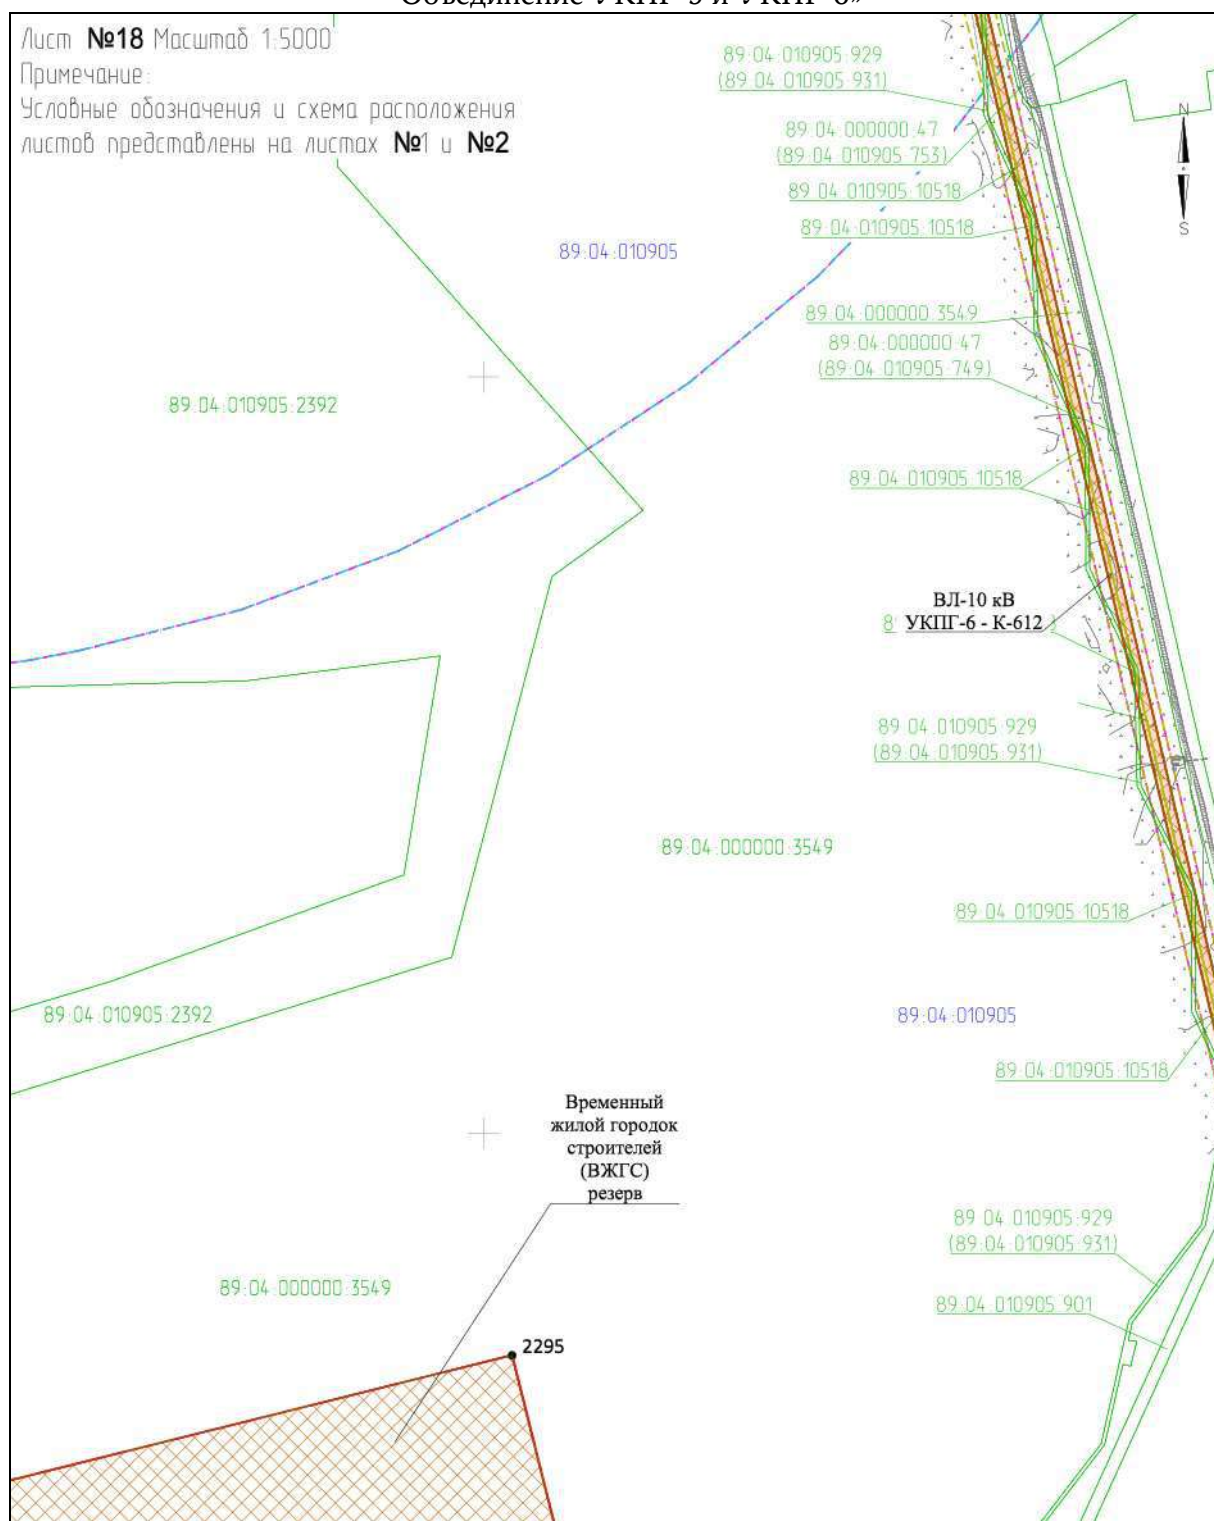 Объединение УКПГ-5 и УКПГ-6»
Лист №18 Масштаб 1:5000
Примечание:
Условные обозначения и схема расположения
листов представлены на листах №1 и №2
89:04:010905:929
(89:04:010905:931)
89:04:000000:47
(89:04:010905:753)
89:04:010905:10518
89:04:010905:10518
N
S
89:04:010905
89:04:000000:3549
89:04:000000:47
(89:04:010905:749)
89:04:010905:2392
89:04:010905:10518
ВЛ-10 кВ
УКПГ-6 - К-612
89:04:010905:929
(89:04:010905:931)
89:04:000000:3549
89:04:010905:10518
89:04:010905:2392
89:04:010905
89:04:010905:10518
Временный
жилой городок
строителей
(ВЖГС)
резерв
89:04:010905:929
(89:04:010905:931)
89:04:000000:3549
89:04:010905:901
2295